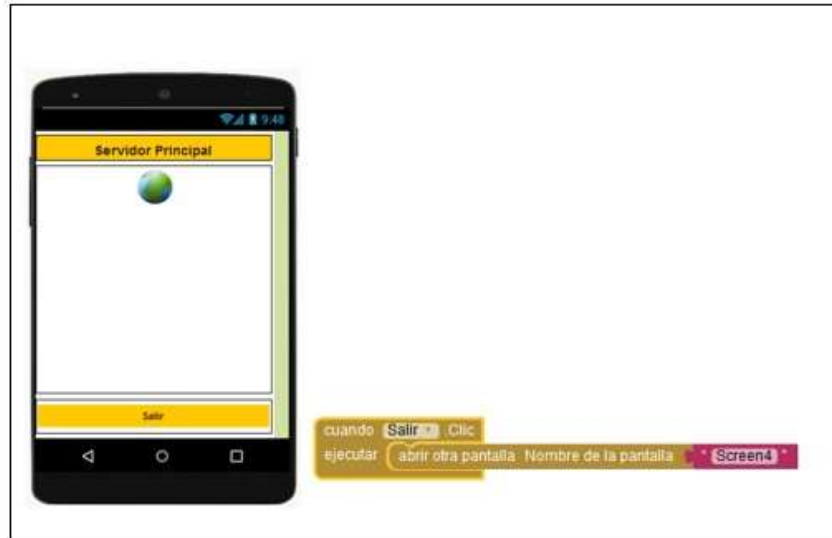 9:48
Servidor Principal
Salir
cuando Salir . Clic
ejecutar abrir otra pantalla Nombre de la pantalla " Screen4 "